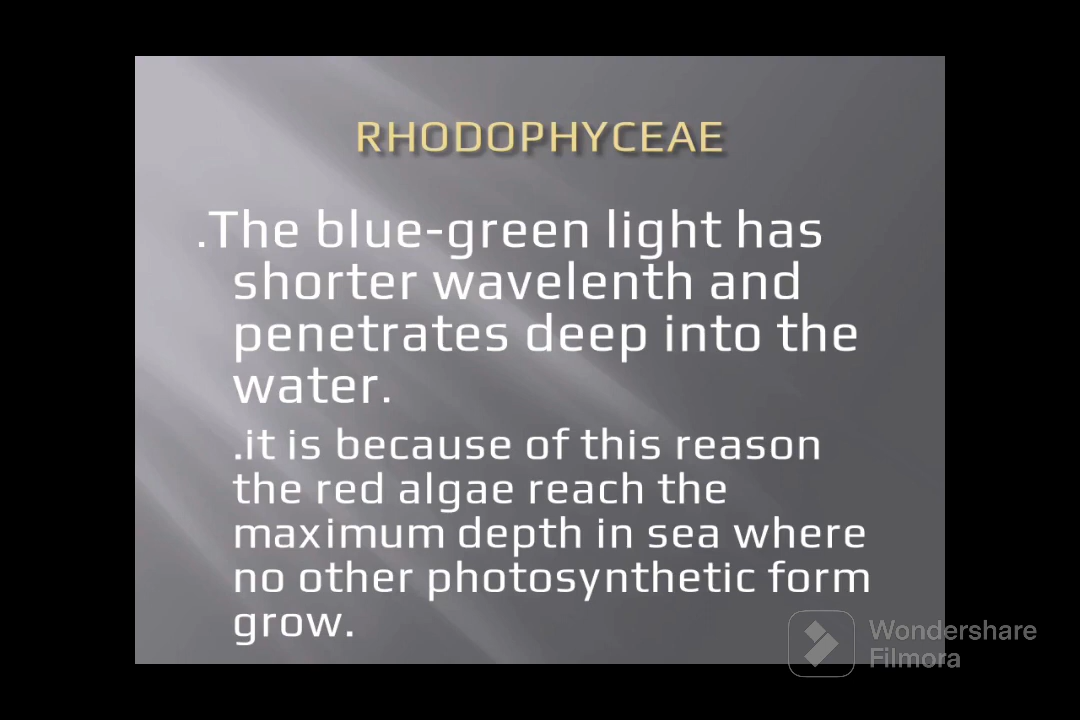 RHODOPHYCEAE
.The blue-green light has
shorter wavelenth and
penetrates deep into the
water.
.it is because of this reason
the red algae reach the
maximum depth in sea where
no other photosynthetic form
grow.
Wondershare
Filmora